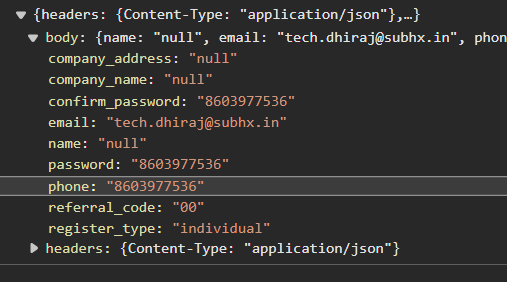 {headers: {Content-Type: "application/json"},…}
body: {name: "null", email: "tech.dhiraj@subhx.in", phon
company_address: "null"
company_name: "null"
confirm_password: "8603977536"
email: "tech.dhiraj@subhx.in"
name: "null"
password: "8603977536"
phone: "8603977536"
referral_code: "00"
register_type: "individual"
headers: {Content-Type: "application/json"}